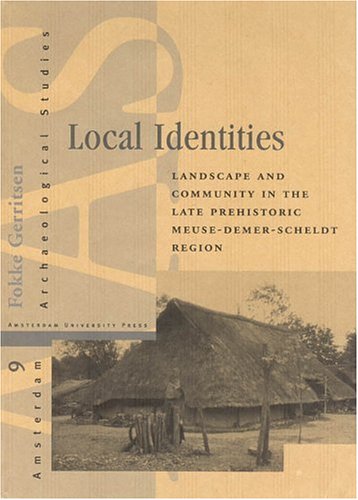 Local Identities
LANDSCAPE AND
COMMUNITY IN THE
LATE PREHISTORIC
MEUSE-DEMER-SCHELDT
REGION
Fokke Gerritsen
AMSTERDAM UNIVERSITY PRESS
Amsterdam 9 Archaeological Studies
AAS